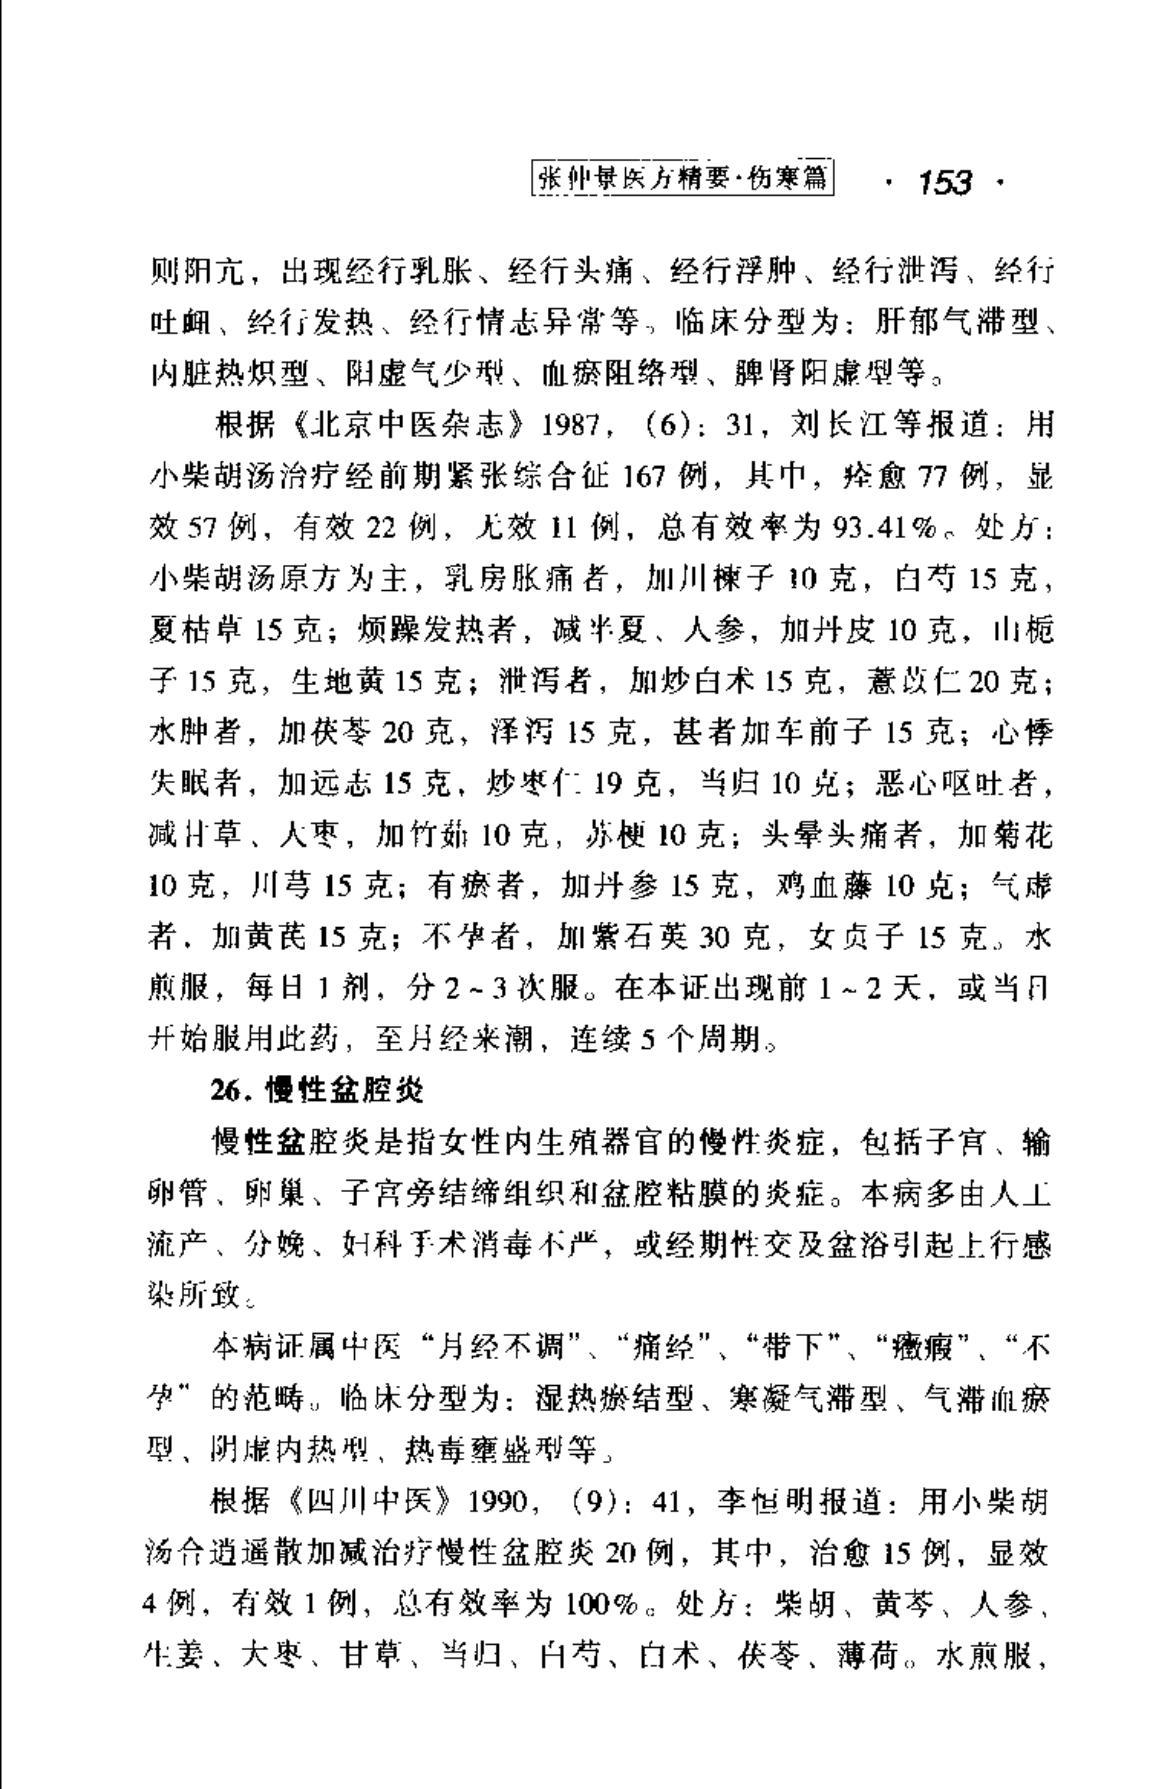 张仲景医方精要·伤寒篇 · 153 ·
则阳亢，出现经行乳胀、经行头痛、经行浮肿、经行泄泻、经行
吐衄、经行发热、经行情志异常等。临床分型为：肝郁气滞型、
内脏热炽型、阳虚气少型、血瘀阻络型、脾肾阳虚型等。
根据《北京中医杂志》1987，（6）：31，刘长江等报道：用
小柴胡汤治疗经前期紧张综合征 167 例，其中，痊愈 77 例，显
效 57 例，有效 22 例，无效 11 例，总有效率为 93.41%。处方：
小柴胡汤原方为主，乳房胀痛者，加川楝子 10 克，白芍 15 克，
夏枯草 15 克；烦躁发热者，减半夏、人参，加丹皮 10 克，山栀
子 15 克，生地黄 15 克；泄泻者，加炒白术 15 克，薏苡仁 20 克；
水肿者，加茯苓 20 克，泽泻 15 克，甚者加车前子 15 克；心悸
失眠者，加远志 15 克，炒枣仁 19 克，当归 10 克；恶心呕吐者，
减甘草、大枣，加竹茹 10 克，苏梗 10 克；头晕头痛者，加菊花
10 克，川芎 15 克；有瘀者，加丹参 15 克，鸡血藤 10 克；气虚
者，加黄芪 15 克；不孕者，加紫石英 30 克，女贞子 15 克。水
煎服，每日 1 剂，分 2～3 次服。在本证出现前 1～2 天，或当日
开始服用此药，至月经来潮，连续 5 个周期。
26. 慢性盆腔炎
慢性盆腔炎是指女性内生殖器官的慢性炎症，包括子宫、输
卵管、卵巢、子宫旁结缔组织和盆腔粘膜的炎症。本病多由人工
流产、分娩、妇科手术消毒不严，或经期性交及盆浴引起上行感
染所致。
本病证属中医“月经不调”、“痛经”、“带下”、“癥瘕”、“不
孕”的范畴。临床分型为：湿热瘀结型、寒凝气滞型、气滞血瘀
型、阴虚内热型、热毒壅盛型等。
根据《四川中医》1990，（9）：41，李恒明报道：用小柴胡
汤合逍遥散加减治疗慢性盆腔炎 20 例，其中，治愈 15 例，显效
4 例，有效 1 例，总有效率为 100%。处方：柴胡、黄芩、人参、
生姜、大枣、甘草、当归、白芍、白术、茯苓、薄荷。水煎服，